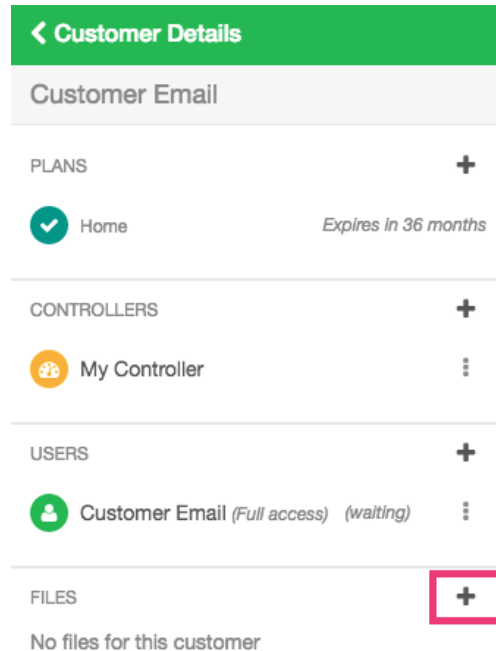 Customer Details
Customer Email
PLANS
Home Expires in 36 months
CONTROLLERS
My Controller
USERS
Customer Email (Full access) (waiting)
FILES
No files for this customer